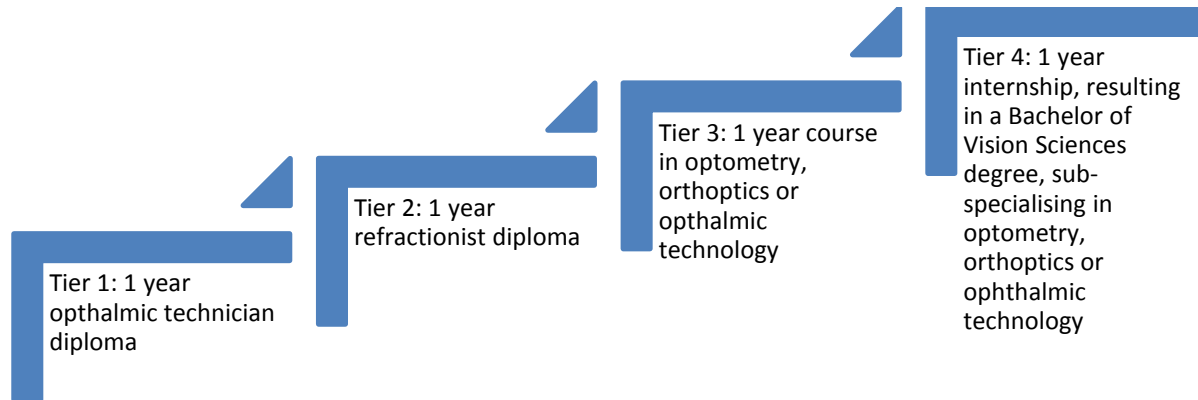 Tier 1: 1 year
opthalmic technician
diploma
Tier 2: 1 year
refractionist diploma
Tier 3: 1 year course
in optometry,
orthoptics or
opthalmic
technology
Tier 4: 1 year
internship, resulting
in a Bachelor of
Vision Sciences
degree, sub-
specialising in
optometry,
orthoptics or
ophthalmic
technology